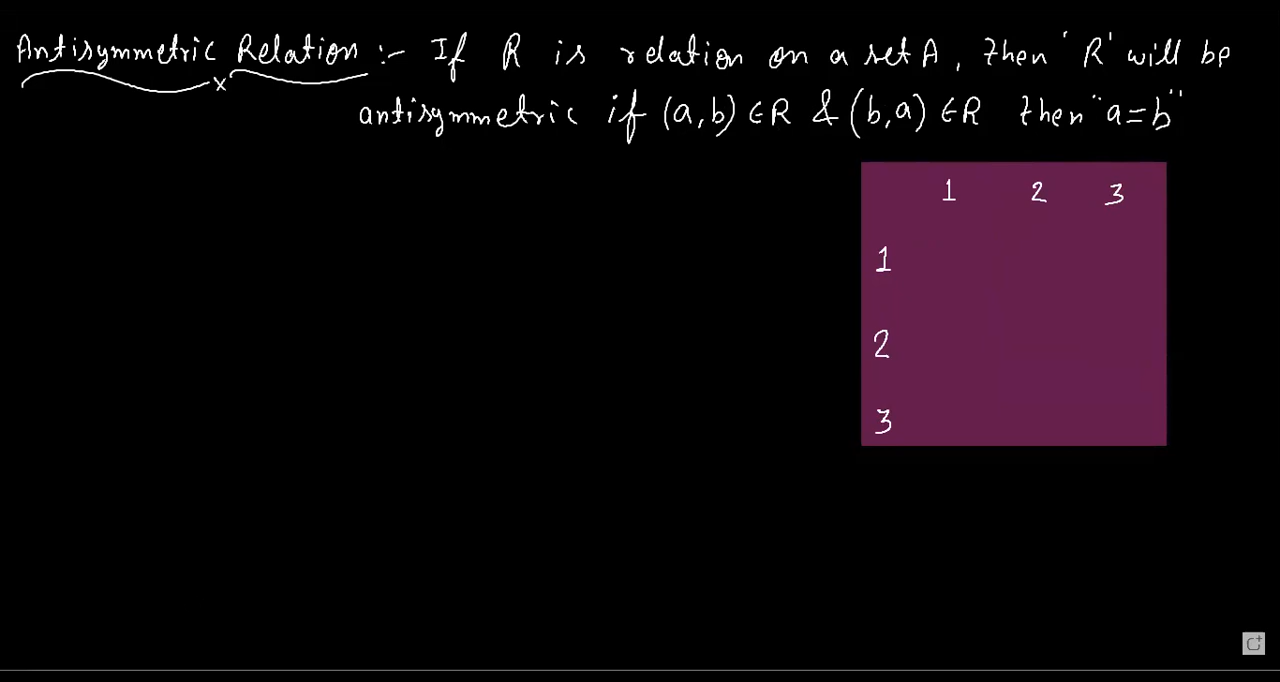 Antisymmetric Relation :- If R is relation on a set A, then 'R' will be
antisymmetric if (a,b) ∈ R & (b,a) ∈ R then "a=b"
1 2 3
1
2
3